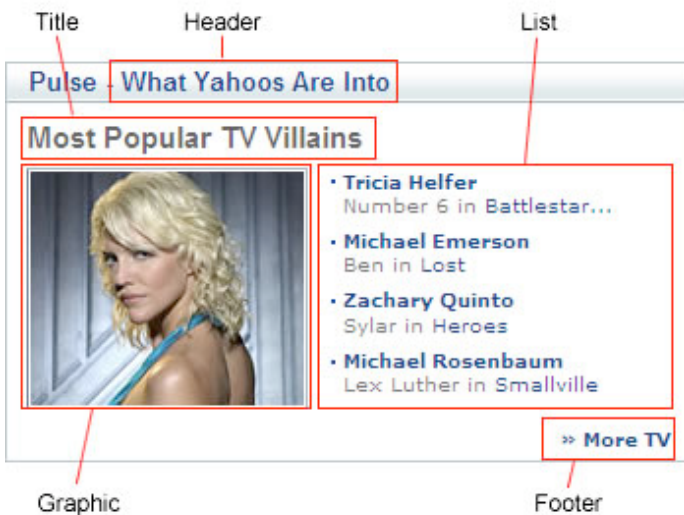 Title Header List
Pulse - What Yahoos Are Into
Most Popular TV Villains
· Tricia Helfer
Number 6 in Battlestar...
· Michael Emerson
Ben in Lost
· Zachary Quinto
Sylar in Heroes
· Michael Rosenbaum
Lex Luther in Smallville
» More TV
Graphic Footer